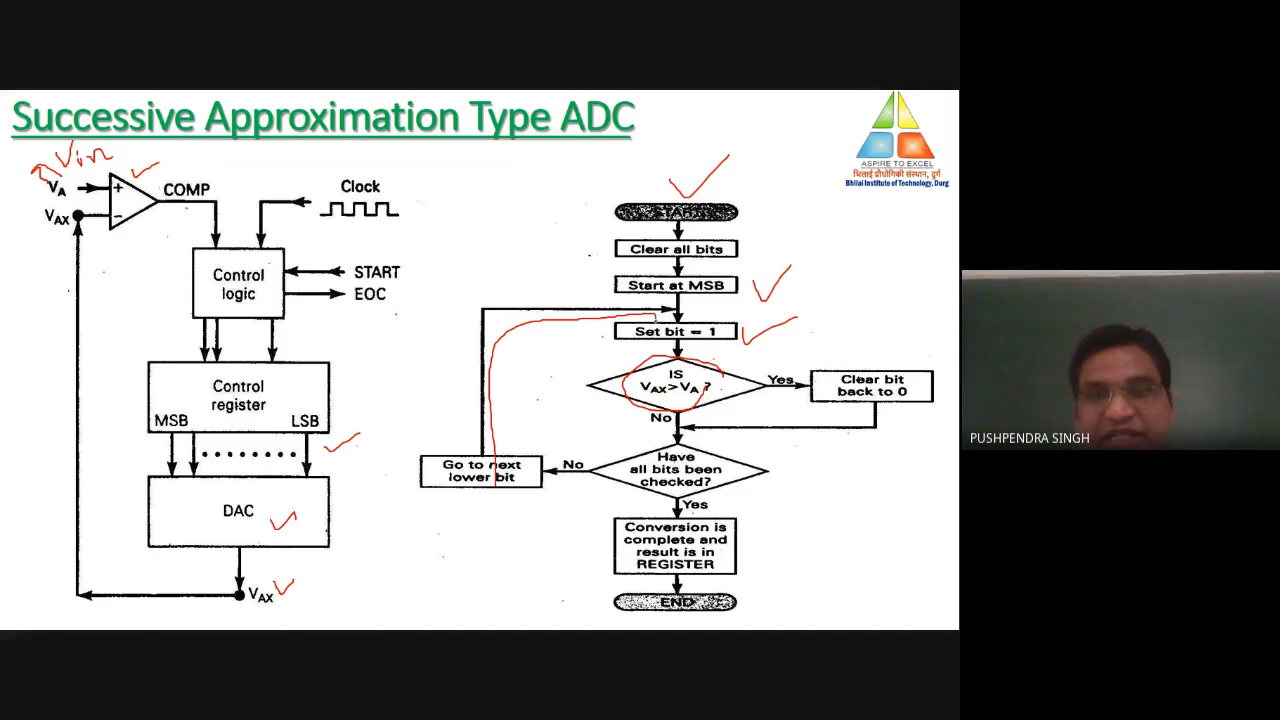 Successive Approximation Type ADC
ASPIRE TO EXCEL
भिलाई प्रौद्योगिकी संस्थान, दुर्ग
Bhilai Institute of Technology, Durg
Vin
VA
+
COMP
Clock
VAX
−
Control
logic
START
EOC
Control
register
MSB
LSB
DAC
VAX
START
Clear all bits
Start at MSB
Set bit = 1
IS
VAX>VA?
Yes
Clear bit
back to 0
No
Have
all bits been
checked?
No
Go to next
lower bit
Yes
Conversion is
complete and
result is in
REGISTER
END
PUSHPENDRA SINGH